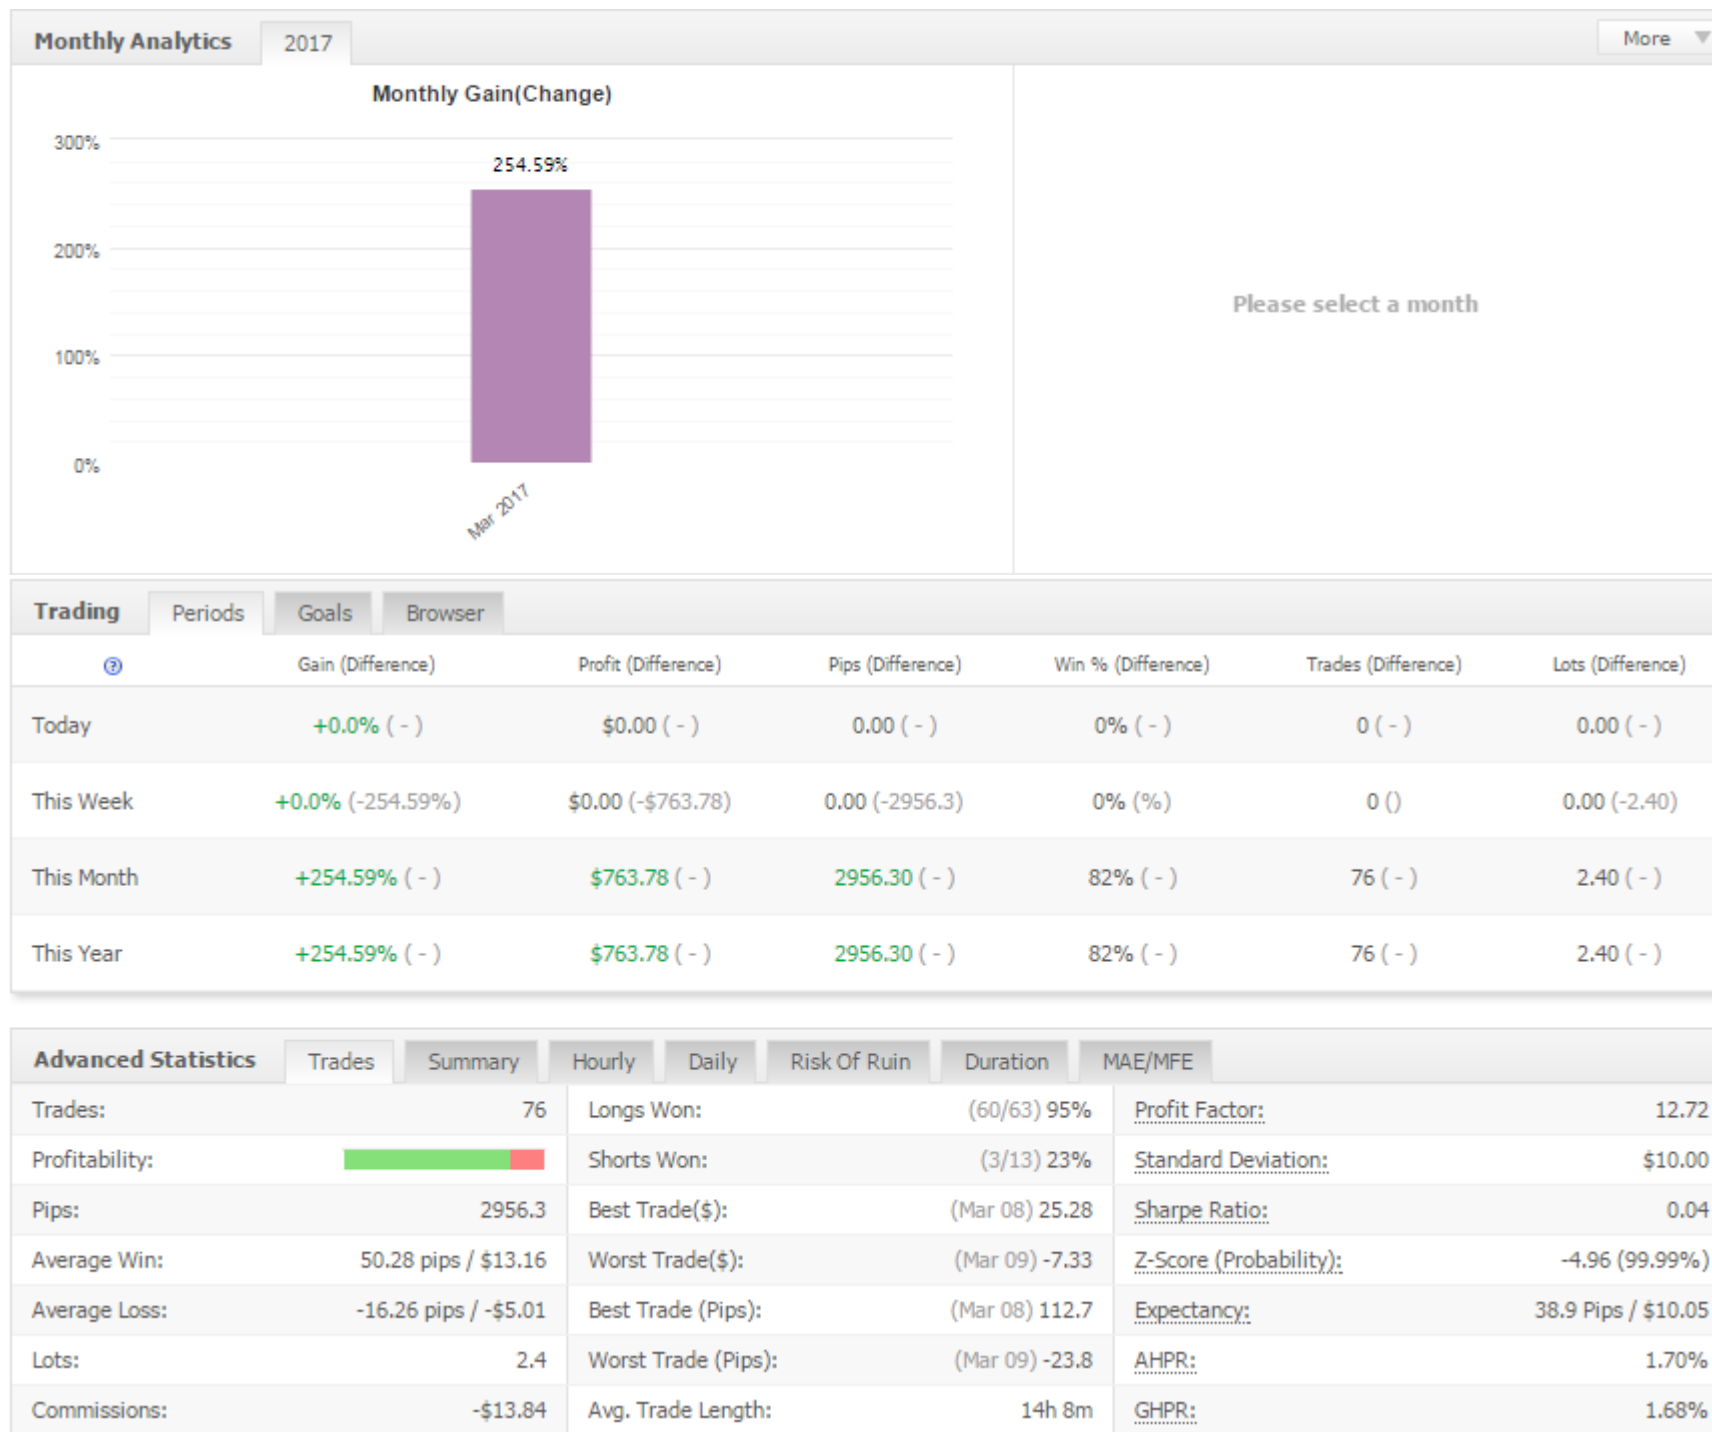 Monthly Analytics 2017 More
Monthly Gain(Change)
300%
254.59%
200%
Please select a month
100%
0%
Mar 2017
Trading Periods Goals Browser
Gain (Difference) Profit (Difference) Pips (Difference) Win % (Difference) Trades (Difference) Lots (Difference)
Today +0.0% ( - ) $0.00 ( - ) 0.00 ( - ) 0% ( - ) 0 ( - ) 0.00 ( - )
This Week +0.0% (-254.59%) $0.00 (-$763.78) 0.00 (-2956.3) 0% (%) 0 () 0.00 (-2.40)
This Month +254.59% ( - ) $763.78 ( - ) 2956.30 ( - ) 82% ( - ) 76 ( - ) 2.40 ( - )
This Year +254.59% ( - ) $763.78 ( - ) 2956.30 ( - ) 82% ( - ) 76 ( - ) 2.40 ( - )
Advanced Statistics Trades Summary Hourly Daily Risk Of Ruin Duration MAE/MFE
Trades: 76 Longs Won: (60/63) 95% Profit Factor: 12.72
Profitability: Shorts Won: (3/13) 23% Standard Deviation: $10.00
Pips: 2956.3 Best Trade($): (Mar 08) 25.28 Sharpe Ratio: 0.04
Average Win: 50.28 pips / $13.16 Worst Trade($): (Mar 09) -7.33 Z-Score (Probability): -4.96 (99.99%)
Average Loss: -16.26 pips / -$5.01 Best Trade (Pips): (Mar 08) 112.7 Expectancy: 38.9 Pips / $10.05
Lots: 2.4 Worst Trade (Pips): (Mar 09) -23.8 AHPR: 1.70%
Commissions: -$13.84 Avg. Trade Length: 14h 8m GHPR: 1.68%